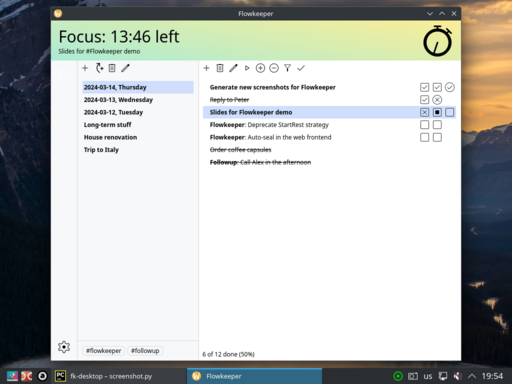 Flowkeeper
Focus: 13:46 left
Slides for #Flowkeeper demo
2024-03-14, Thursday
2024-03-13, Wednesday
2024-03-12, Tuesday
Long-term stuff
House renovation
Trip to Italy
Generate new screenshots for Flowkeeper
Reply to Peter
Slides for Flowkeeper demo
Flowkeeper: Deprecate StartRest strategy
Flowkeeper: Auto-seal in the web frontend
Order coffee capsules
Followup: Call Alex in the afternoon
#flowkeeper #followup
6 of 12 done (50%)
PC fk-desktop – screenshot.py
Flowkeeper
us
19:54